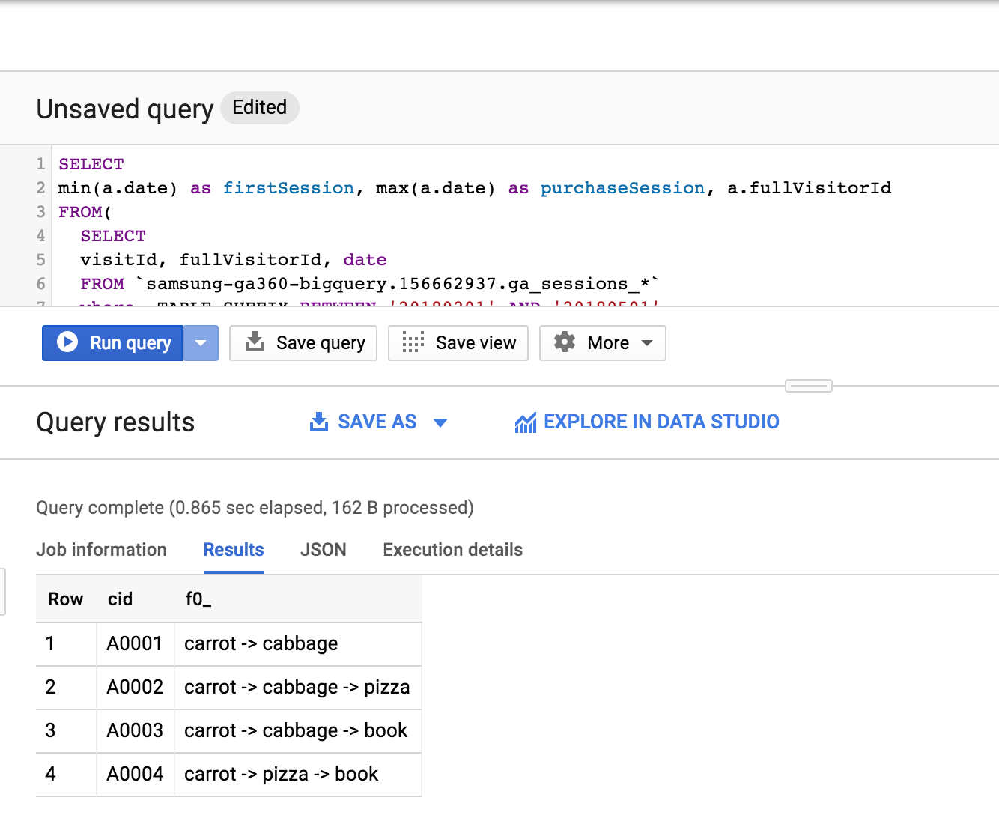 Unsaved query Edited
1 SELECT
2 min(a.date) as firstSession, max(a.date) as purchaseSession, a.fullVisitorId
3 FROM(
4 SELECT
5 visitId, fullVisitorId, date
6 FROM `samsung-ga360-bigquery.156662937.ga_sessions_*`
Run query Save query Save view More
Query results SAVE AS EXPLORE IN DATA STUDIO
Query complete (0.865 sec elapsed, 162 B processed)
Job information Results JSON Execution details
Row cid f0_
1 A0001 carrot -> cabbage
2 A0002 carrot -> cabbage -> pizza
3 A0003 carrot -> cabbage -> book
4 A0004 carrot -> pizza -> book